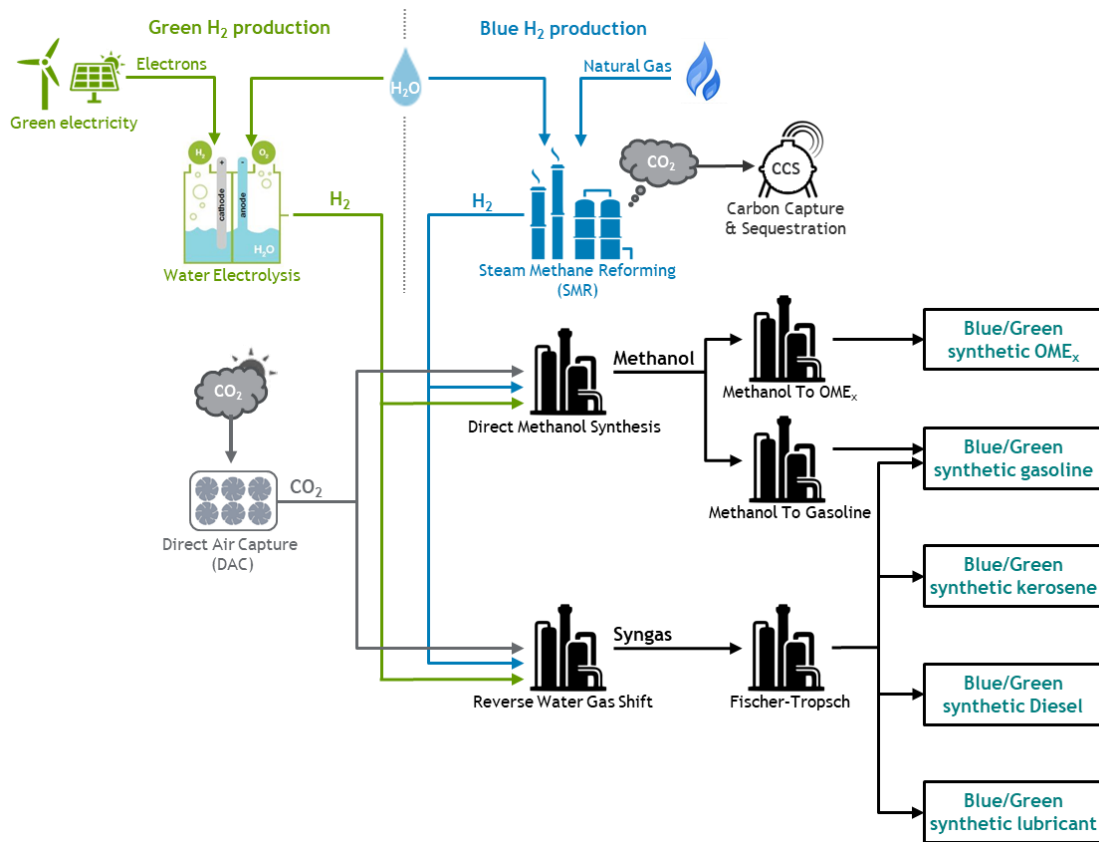 Green H₂ production
Blue H₂ production
Electrons
Natural Gas
H₂O
Green electricity
H₂
O₂
+
-
cathode
anode
H₂O
CO₂
CCS
Carbon Capture
& Sequestration
H₂
H₂
Water Electrolysis
Steam Methane Reforming
(SMR)
CO₂
Methanol
Direct Methanol Synthesis
Methanol To OMEₓ
Blue/Green
synthetic OMEₓ
CO₂
Direct Air Capture
(DAC)
Methanol To Gasoline
Blue/Green
synthetic gasoline
Blue/Green
synthetic kerosene
Syngas
Reverse Water Gas Shift
Fischer-Tropsch
Blue/Green
synthetic Diesel
Blue/Green
synthetic lubricant